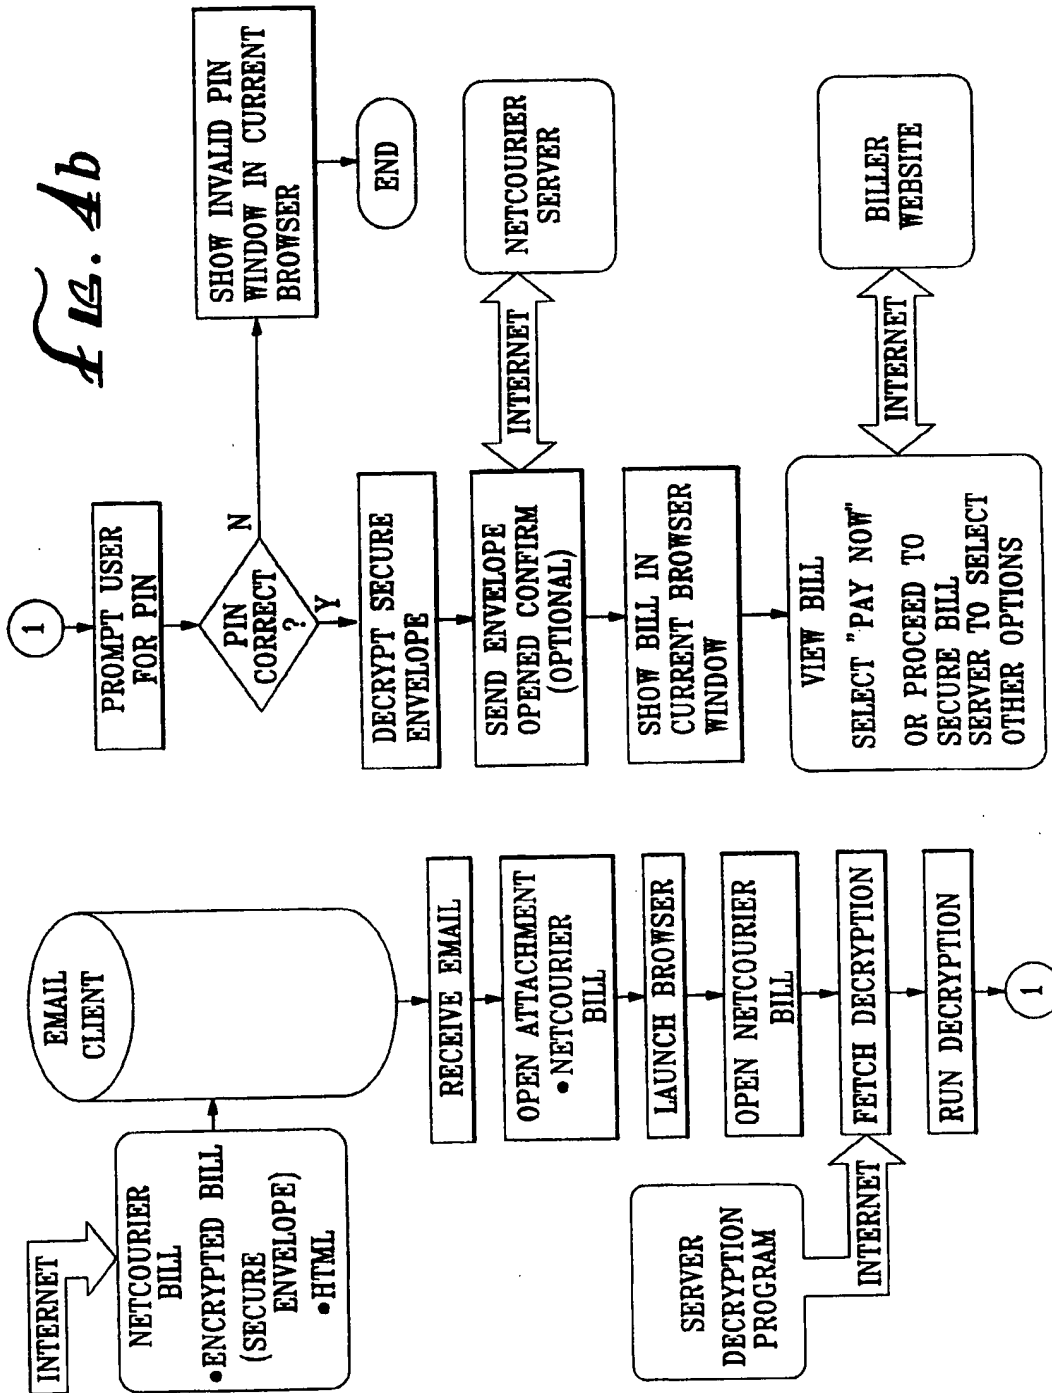 FIG. 4b
INTERNET
NETCOURIER
BILL
•ENCRYPTED BILL
(SECURE
ENVELOPE)
•HTML
EMAIL
CLIENT
RECEIVE EMAIL
OPEN ATTACHMENT
•NETCOURIER
BILL
LAUNCH BROWSER
OPEN NETCOURIER
BILL
SERVER
DECRYPTION
PROGRAM
INTERNET
FETCH DECRYPTION
RUN DECRYPTION
1
1
PROMPT USER
FOR PIN
PIN
CORRECT
?
N
Y
SHOW INVALID PIN
WINDOW IN CURRENT
BROWSER
END
DECRYPT SECURE
ENVELOPE
SEND ENVELOPE
OPENED CONFIRM
(OPTIONAL)
INTERNET
NETCOURIER
SERVER
SHOW BILL IN
CURRENT BROWSER
WINDOW
VIEW BILL
SELECT "PAY NOW"
OR PROCEED TO
SECURE BILL
SERVER TO SELECT
OTHER OPTIONS
INTERNET
BILLER
WEBSITE